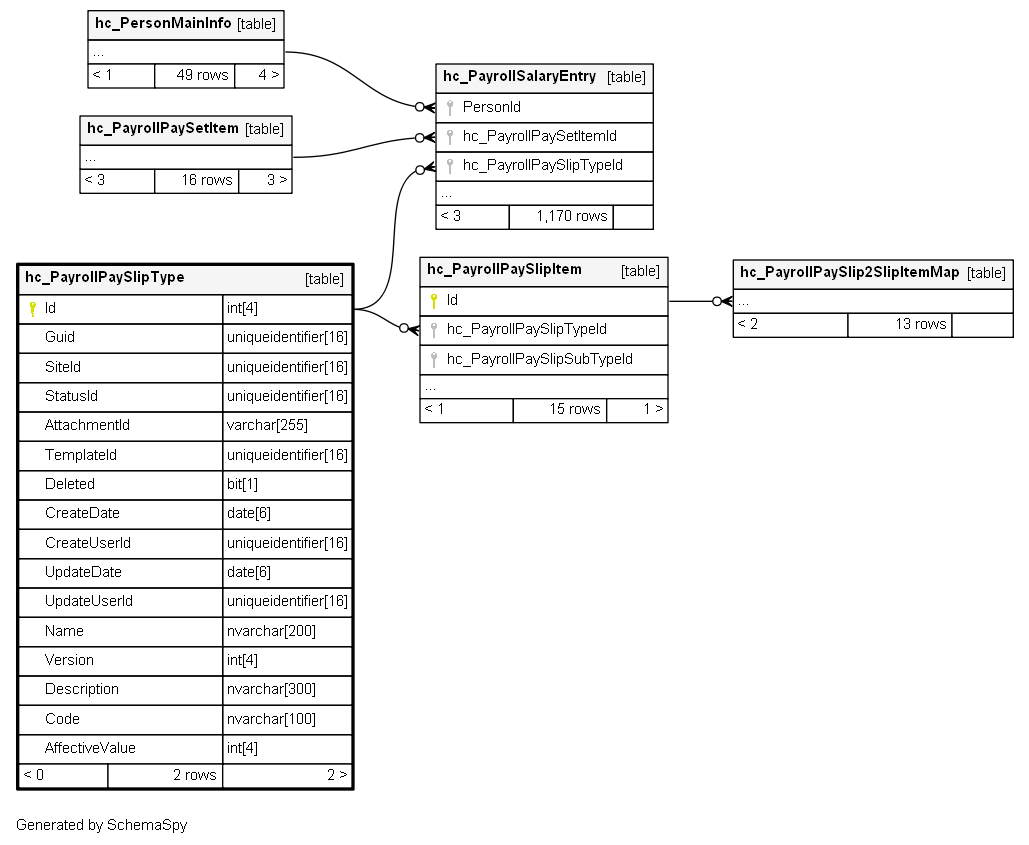 hc_PersonMainInfo [table]
...
< 1 49 rows 4 >
hc_PayrollPaySetItem [table]
...
< 3 16 rows 3 >
hc_PayrollSalaryEntry [table]
PersonId
hc_PayrollPaySetItemId
hc_PayrollPaySlipTypeId
...
< 3 1,170 rows
hc_PayrollPaySlipType [table]
Id int[4]
Guid uniqueidentifier[16]
SiteId uniqueidentifier[16]
StatusId uniqueidentifier[16]
AttachmentId varchar[255]
TemplateId uniqueidentifier[16]
Deleted bit[1]
CreateDate date[6]
CreateUserId uniqueidentifier[16]
UpdateDate date[6]
UpdateUserId uniqueidentifier[16]
Name nvarchar[200]
Version int[4]
Description nvarchar[300]
Code nvarchar[100]
AffectiveValue int[4]
< 0 2 rows 2 >
hc_PayrollPaySlipItem [table]
Id
hc_PayrollPaySlipTypeId
hc_PayrollPaySlipSubTypeId
...
< 1 15 rows 1 >
hc_PayrollPaySlip2SlipItemMap [table]
...
< 2 13 rows
Generated by SchemaSpy